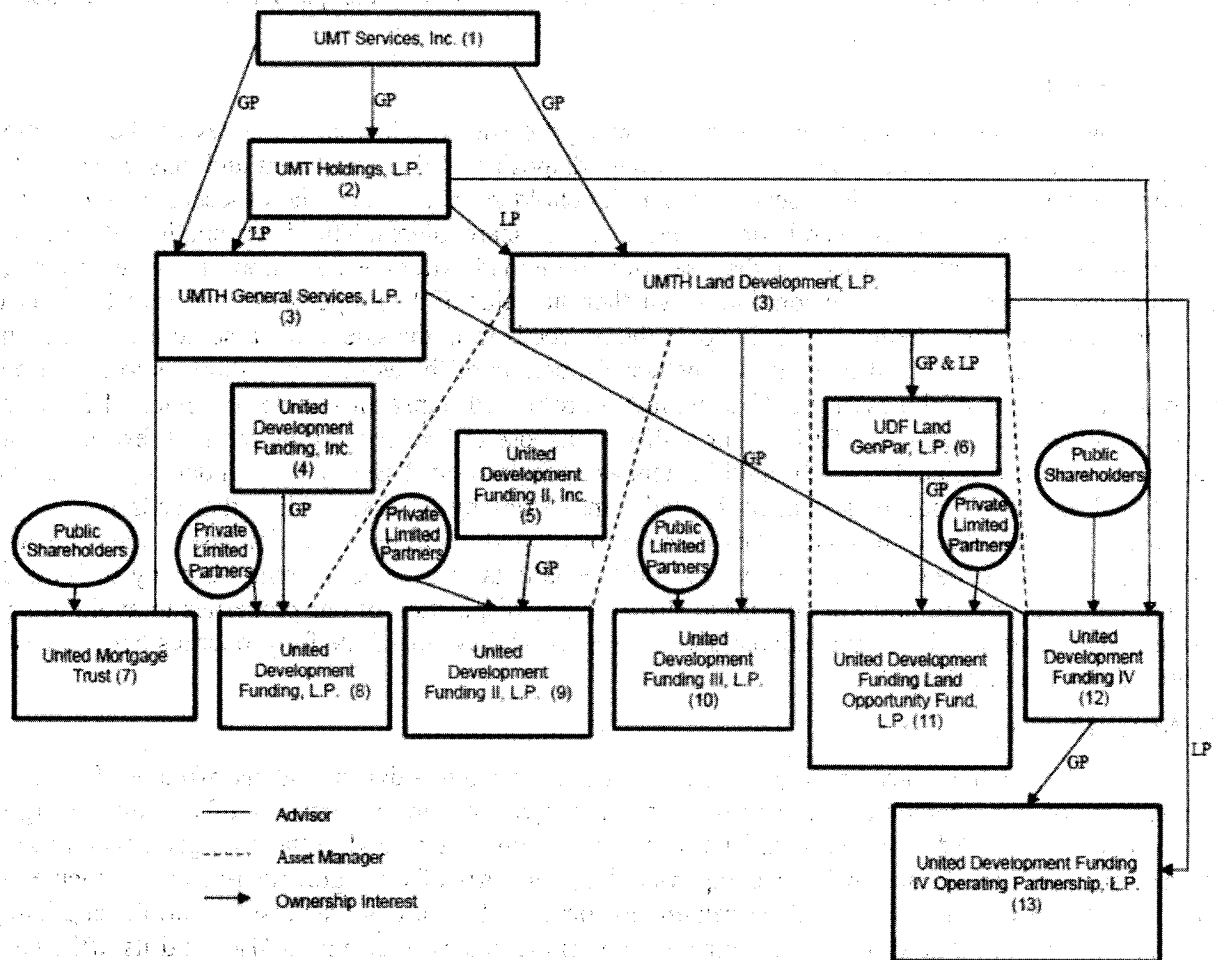 UMT Services, Inc. (1)
GP
GP
GP
UMT Holdings, L.P.
(2)
LP
LP
UMTH General Services, L.P.
(3)
UMTH Land Development, L.P.
(3)
GP & LP
United
Development
Funding, Inc.
(4)
United
Development
Funding II, Inc.
(5)
UDF Land
GenPar, L.P. (6)
Public
Shareholders
GP
GP
GP
GP
Public
Shareholders
Private
Limited
Partners
Private
Limited
Partners
Public
Limited
Partners
Private
Limited
Partners
United Mortgage
Trust (7)
United
Development
Funding, L.P. (8)
United
Development
Funding II, L.P. (9)
United
Development
Funding III, L.P.
(10)
United Development
Funding Land
Opportunity Fund,
L.P. (11)
United
Development
Funding IV
(12)
GP
LP
Advisor
Asset Manager
Ownership Interest
United Development Funding
IV Operating Partnership, L.P.
(13)